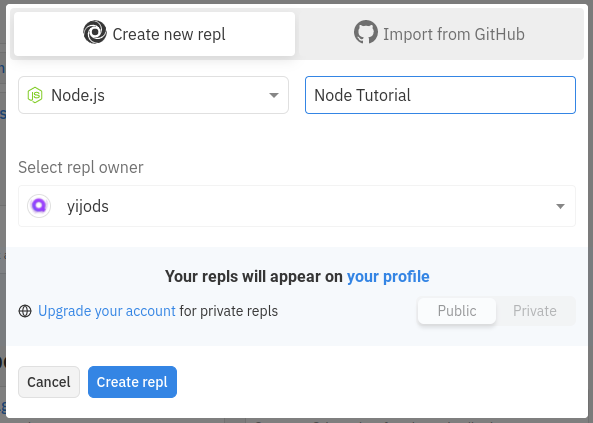 Create new repl
Import from GitHub
Node.js
Node Tutorial
Select repl owner
yijods
Your repls will appear on your profile
Upgrade your account for private repls
Public
Private
Cancel
Create repl